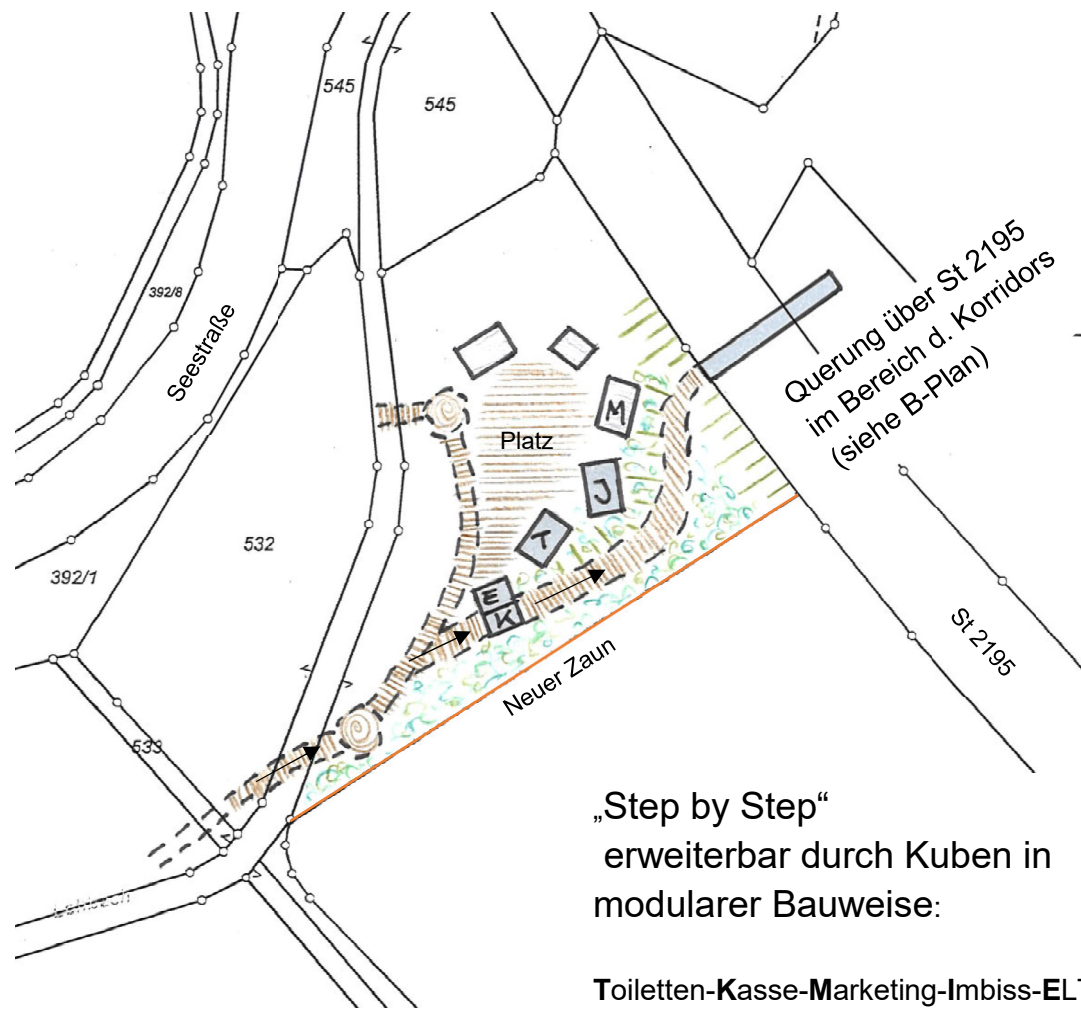 545
545
392/8
Seestraße
Querung über St 2195
im Bereich d. Korridors
(siehe B-Plan)
M
Platz
J
T
532
392/1
E
K
St 2195
Neuer Zaun
533
„Step by Step“
erweiterbar durch Kuben in
modularer Bauweise:
Toiletten-Kasse-Marketing-Imbiss-ELT